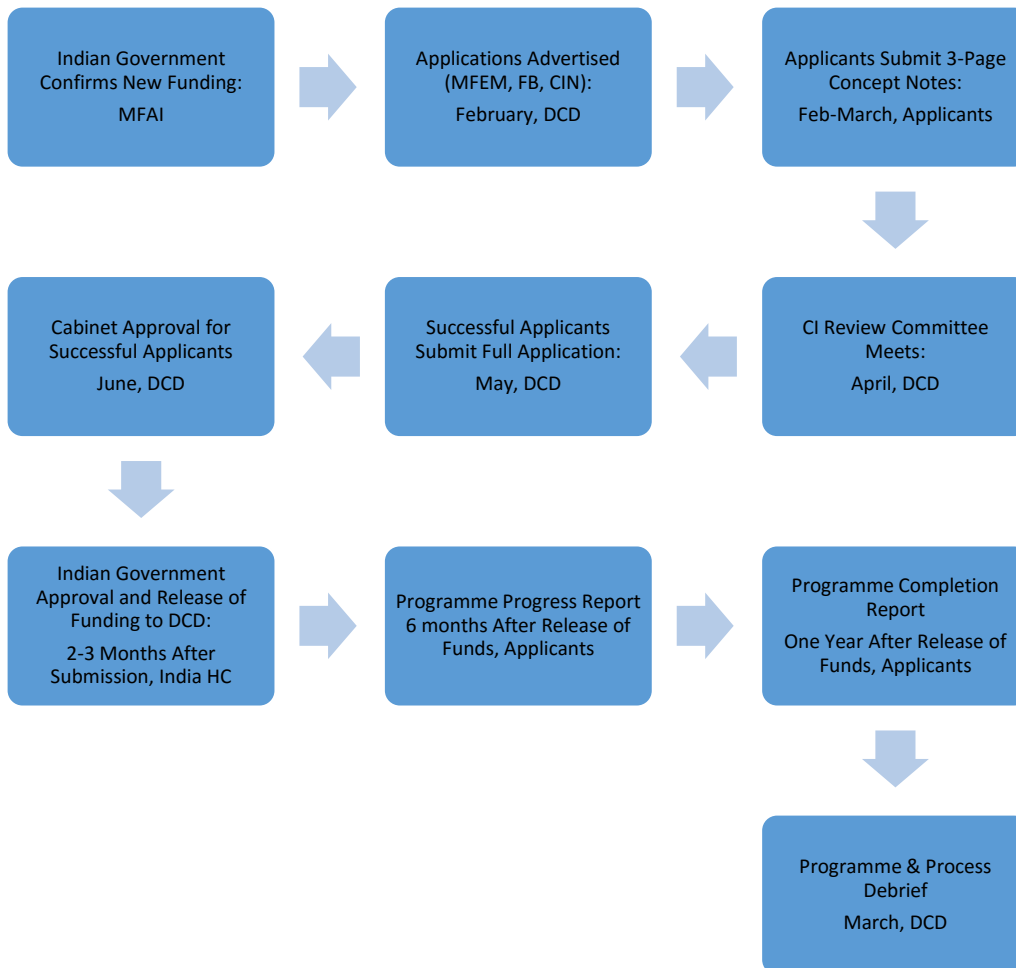 Indian Government
Confirms New Funding:
MFAI
Applications Advertised
(MFEM, FB, CIN):
February, DCD
Applicants Submit 3-Page
Concept Notes:
Feb-March, Applicants
CI Review Committee
Meets:
April, DCD
Successful Applicants
Submit Full Application:
May, DCD
Cabinet Approval for
Successful Applicants
June, DCD
Indian Government
Approval and Release of
Funding to DCD:
2-3 Months After
Submission, India HC
Programme Progress Report
6 months After Release of
Funds, Applicants
Programme Completion
Report
One Year After Release of
Funds, Applicants
Programme & Process
Debrief
March, DCD